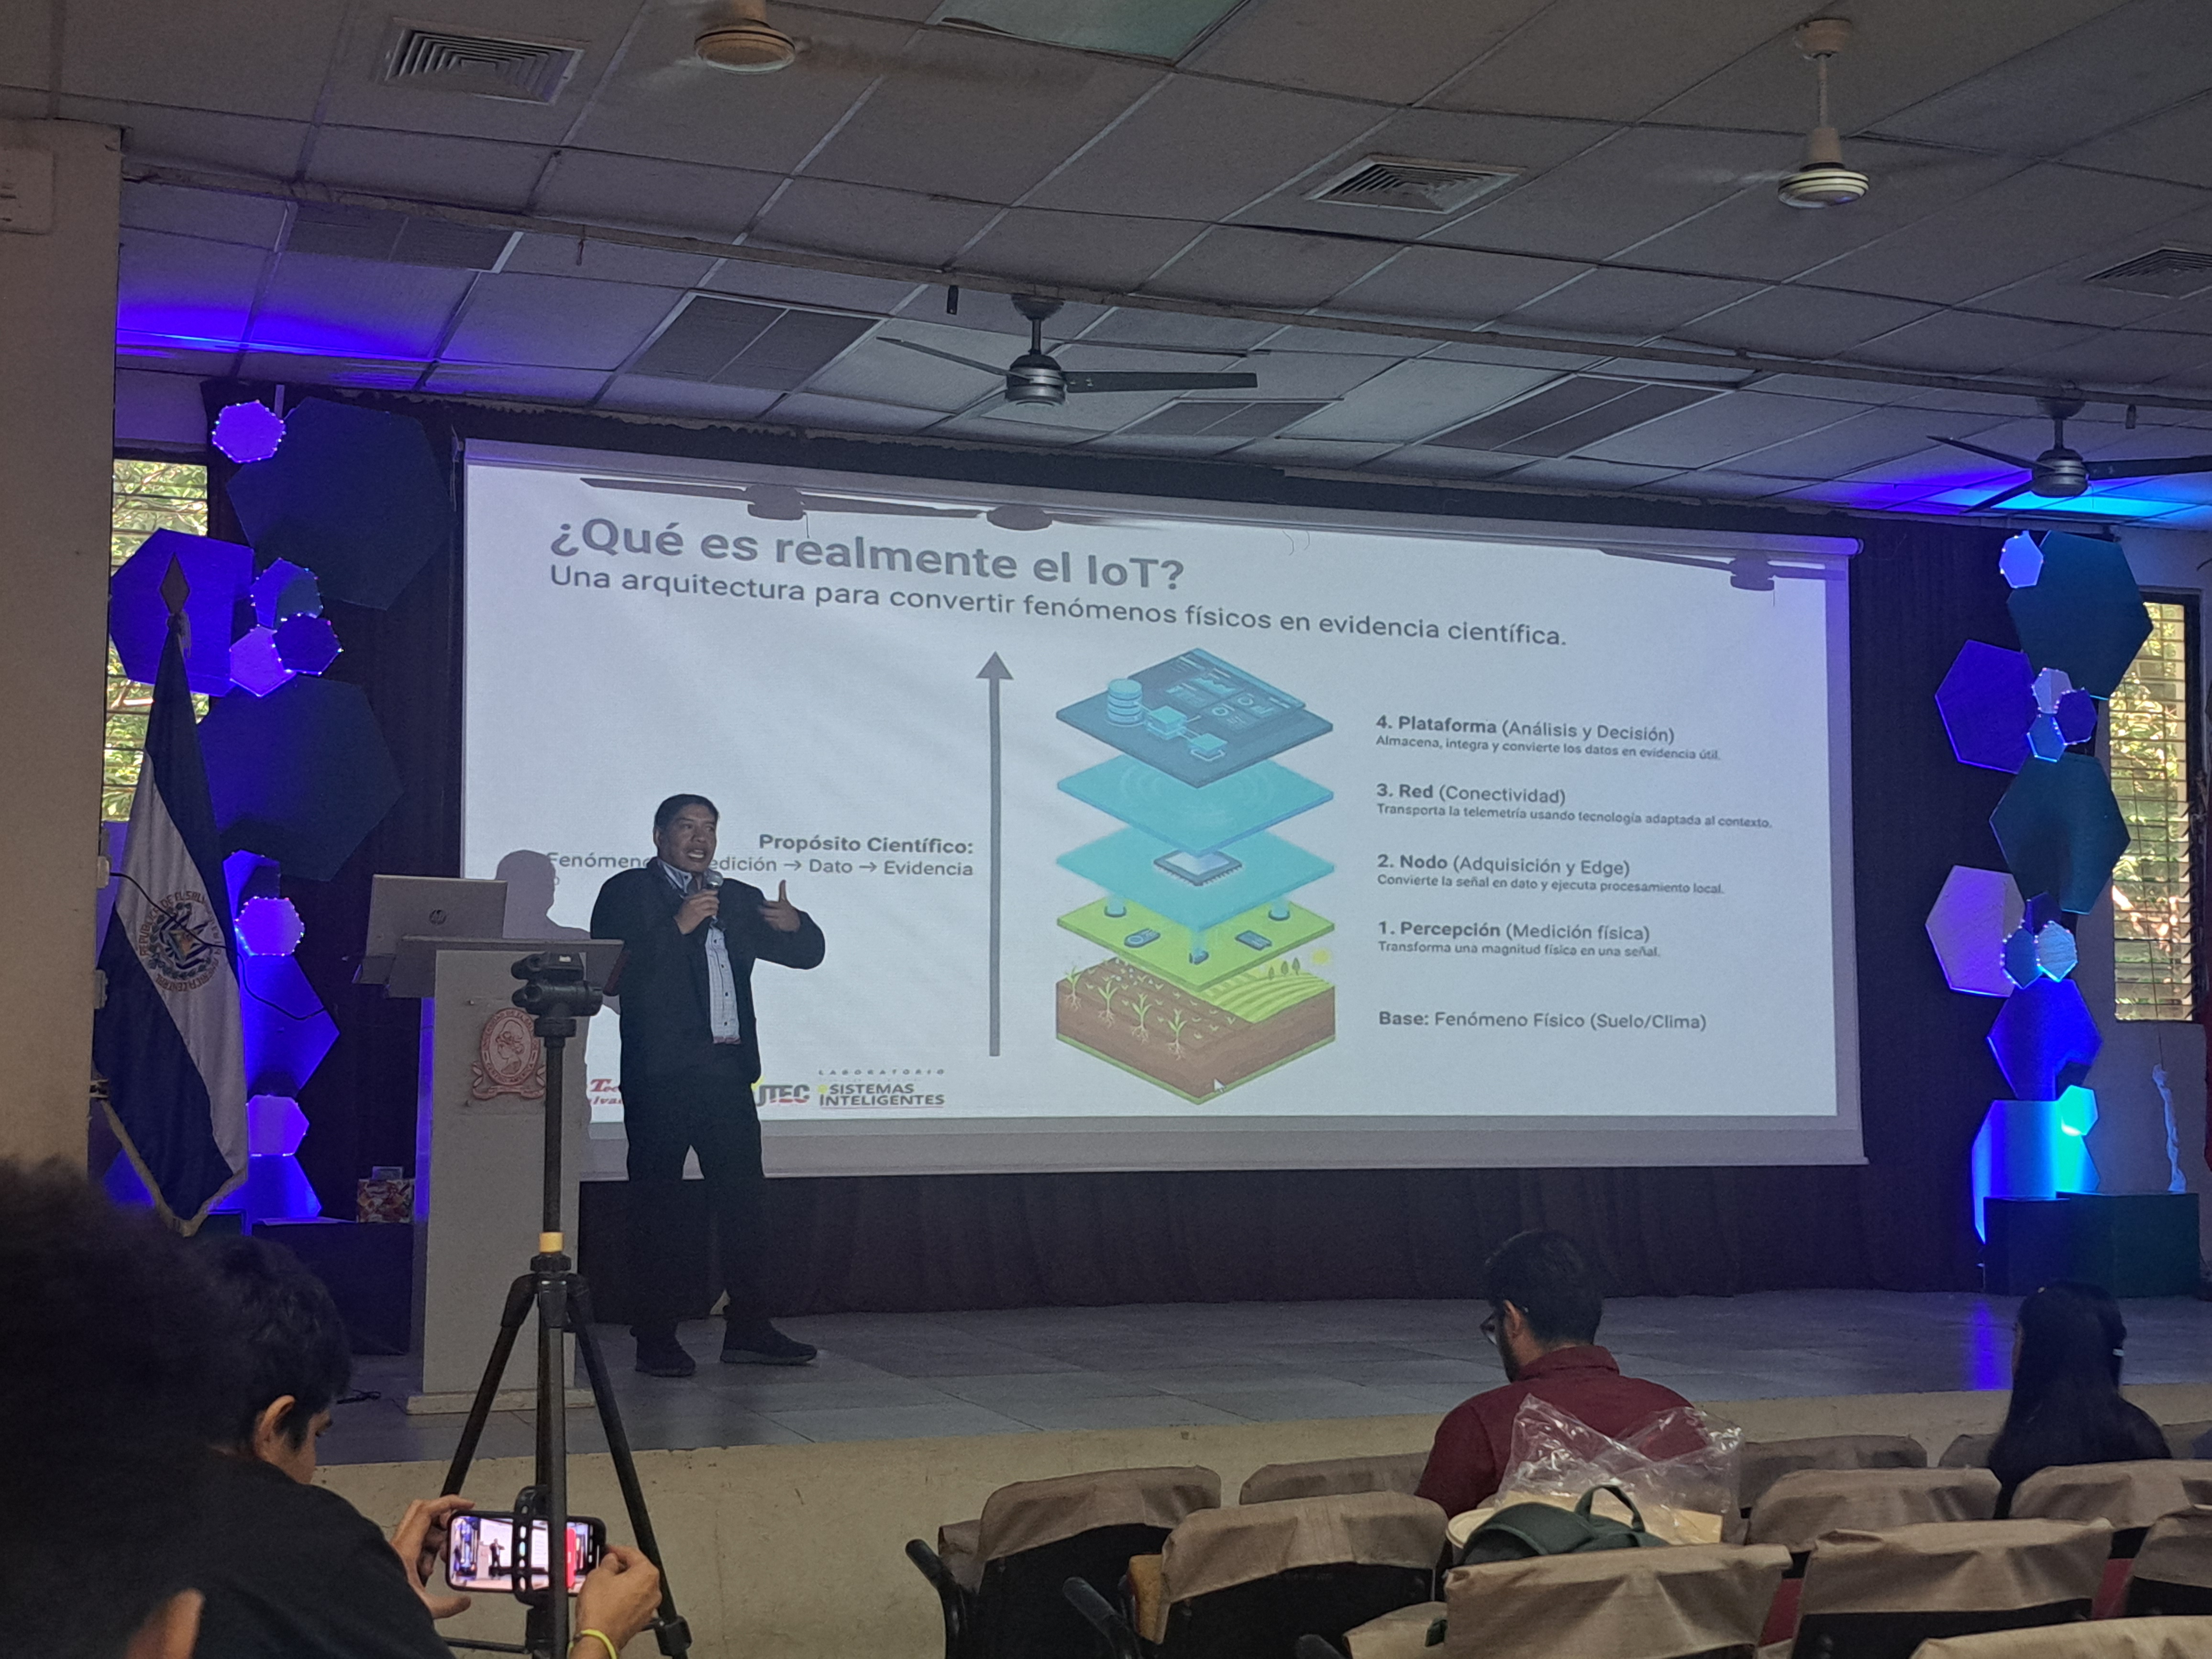 ¿Qué es realmente el IoT?
Una arquitectura para convertir fenómenos físicos en evidencia científica.
4. Plataforma (Análisis y Decisión)
Almacena, integra y convierte los datos en evidencia útil.
3. Red (Conectividad)
Transporta la telemetría usando tecnología adaptada al contexto.
Propósito Científico:
→ Dato → Evidencia
2. Nodo (Adquisición y Edge)
Convierte la señal en dato y ejecuta procesamiento local.
1. Percepción (Medición física)
Transforma una magnitud física en una señal.
Base: Fenómeno Físico (Suelo/Clima)
LABORATORIO
SISTEMAS
INTELIGENTES
hp